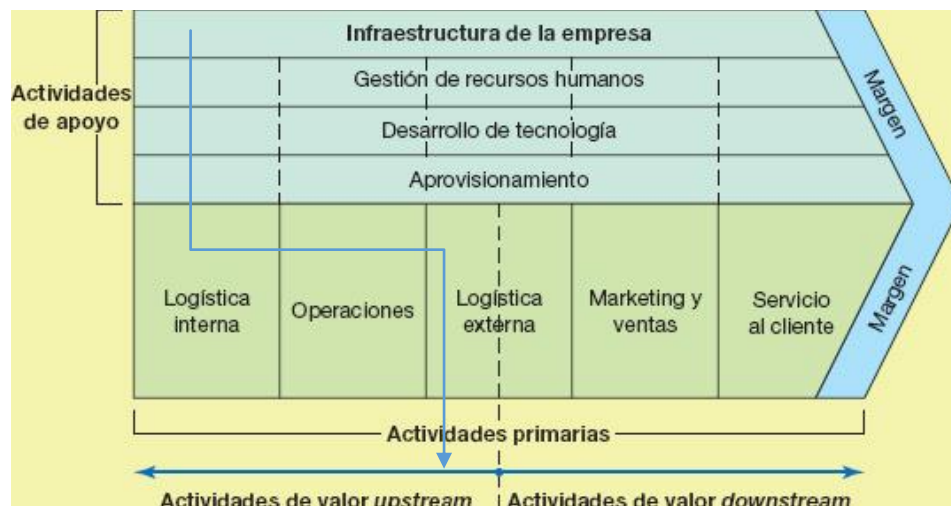 Infraestructura de la empresa
Gestión de recursos humanos
Actividades
de apoyo
Desarrollo de tecnología
Aprovisionamiento
Margen
Logística
interna
Operaciones
Logística
externa
Marketing y
ventas
Servicio
al cliente
Margen
Actividades primarias
Actividades de valor upstream
Actividades de valor downstream